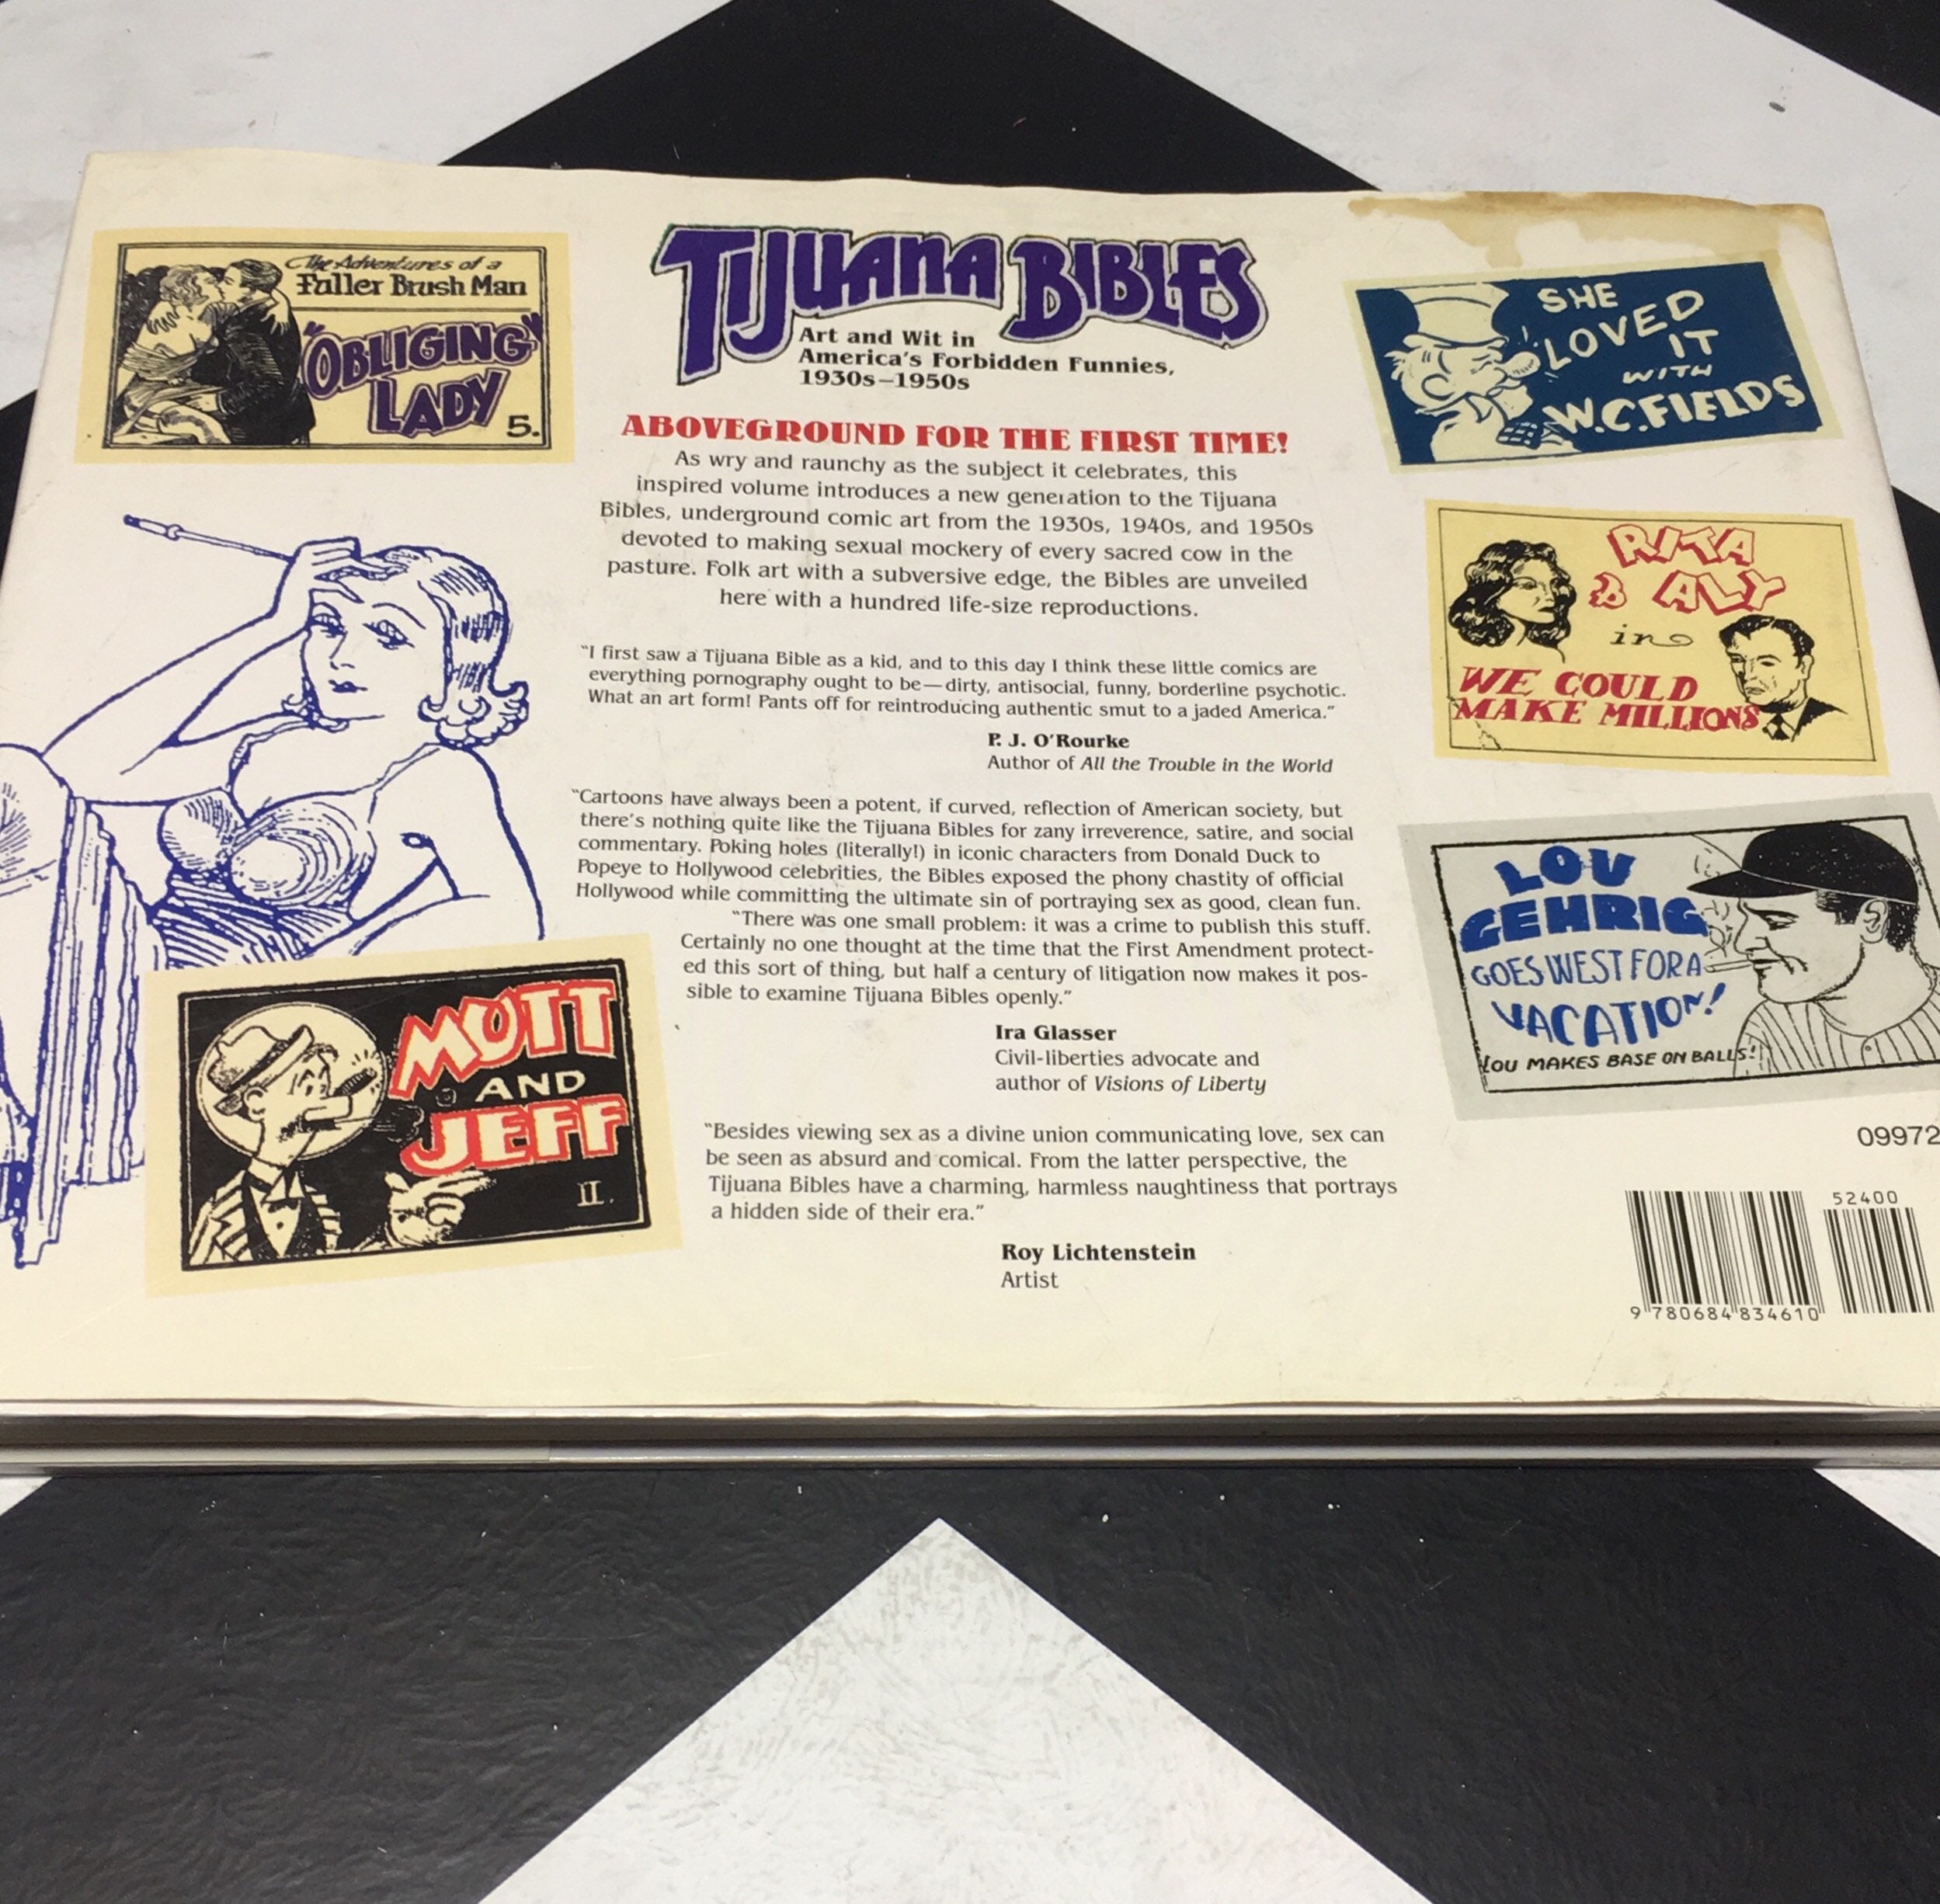 The Adventures of a
Fuller Brush Man
"OBLIGING"
LADY
5.
TIJUANA BIBLES
Art and Wit in
America's Forbidden Funnies,
1930s–1950s
ABOVEGROUND FOR THE FIRST TIME!
As wry and raunchy as the subject it celebrates, this
inspired volume introduces a new generation to the Tijuana
Bibles, underground comic art from the 1930s, 1940s, and 1950s
devoted to making sexual mockery of every sacred cow in the
pasture. Folk art with a subversive edge, the Bibles are unveiled
here with a hundred life-size reproductions.
"I first saw a Tijuana Bible as a kid, and to this day I think these little comics are
everything pornography ought to be—dirty, antisocial, funny, borderline psychotic.
What an art form! Pants off for reintroducing authentic smut to a jaded America."
P. J. O'Rourke
Author of All the Trouble in the World
"Cartoons have always been a potent, if curved, reflection of American society, but
there's nothing quite like the Tijuana Bibles for zany irreverence, satire, and social
commentary. Poking holes (literally!) in iconic characters from Donald Duck to
Popeye to Hollywood celebrities, the Bibles exposed the phony chastity of official
Hollywood while committing the ultimate sin of portraying sex as good, clean fun.
"There was one small problem: it was a crime to publish this stuff.
Certainly no one thought at the time that the First Amendment protect-
ed this sort of thing, but half a century of litigation now makes it pos-
sible to examine Tijuana Bibles openly."
Ira Glasser
Civil-liberties advocate and
author of Visions of Liberty
"Besides viewing sex as a divine union communicating love, sex can
be seen as absurd and comical. From the latter perspective, the
Tijuana Bibles have a charming, harmless naughtiness that portrays
a hidden side of their era."
Roy Lichtenstein
Artist
MUTT
AND
JEFF
II.
SHE
LOVED
IT
WITH
W.C.FIELDS
RITA
& ALY
in
WE COULD
MAKE MILLIONS
LOU
GEHRIG
GOES WEST FOR A
VACATION!
LOU MAKES BASE ON BALLS!
09972
52400
9 780684 834610